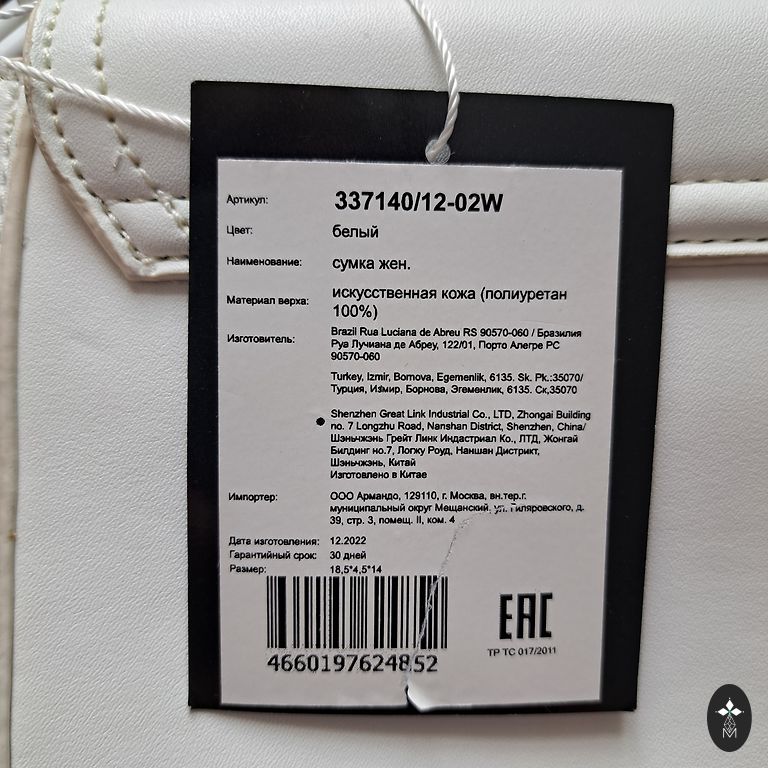 Артикул: 337140/12-02W
Цвет: белый
Наименование: сумка жен.
Материал верха: искусственная кожа (полиуретан
100%)
Изготовитель: Brazil Rua Luciana de Abreu RS 90570-060 / Бразилия
Руа Лучиана де Абреу, 122/01, Порто Алегре РС
90570-060
Turkey, Izmir, Bornova, Egemenlik, 6135. Sk. Pk.:35070/
Турция, Измир, Борнова, Эгеменлик, 6135. Ск,35070
● Shenzhen Great Link Industrial Co., LTD, Zhongai Building
no. 7 Longzhu Road, Nanshan District, Shenzhen, China/
Шэньчжэнь Грейт Линк Индастриал Ко., ЛТД, Жонгай
Билдинг но.7, Логжу Роуд, Наншан Дистрикт,
Шэньчжэнь, Китай
Изготовлено в Китае
Импортер: ООО Армандо, 129110, г. Москва, вн.тер.г.
муниципальный округ Мещанский, ул. Гиляровского, д.
39, стр. 3, помещ. II, ком. 4
Дата изготовления: 12.2022
Гарантийный срок: 30 дней
Размер: 18,5*4,5*14
4660197624852
EAC
ТР ТС 017/2011
M